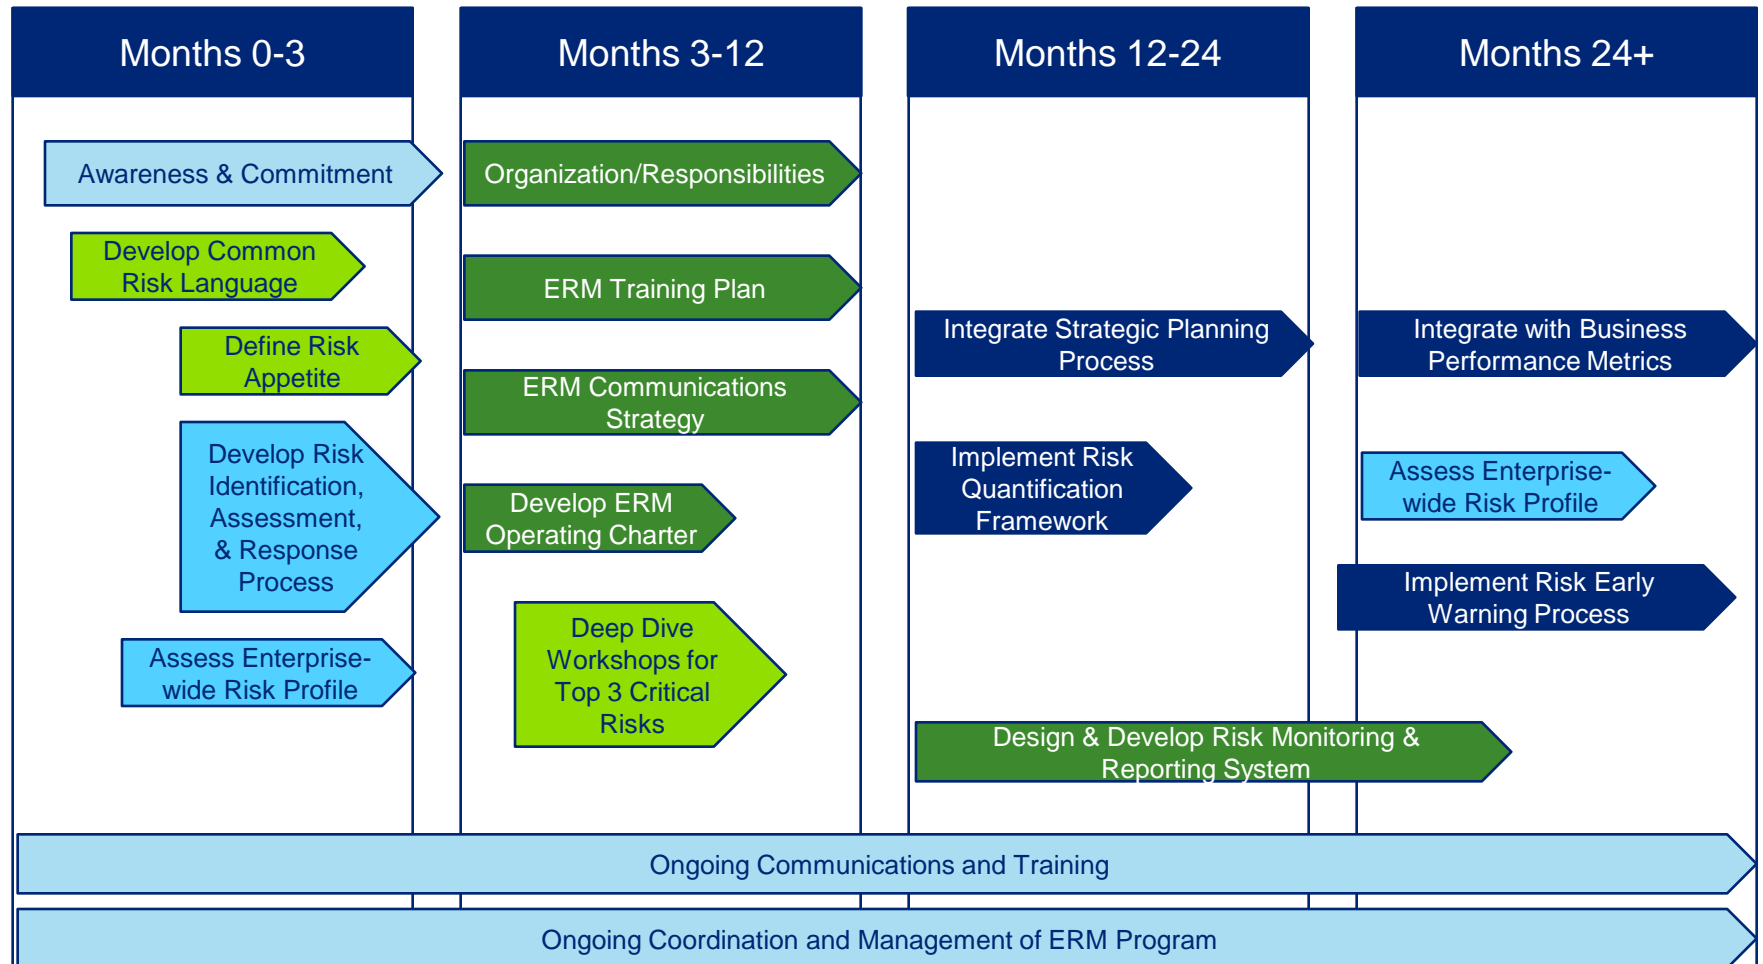 Months 0-3
Months 3-12
Months 12-24
Months 24+
Awareness & Commitment
Develop Common
Risk Language
Define Risk
Appetite
Develop Risk
Identification,
Assessment,
& Response
Process
Assess Enterprise-
wide Risk Profile
Organization/Responsibilities
ERM Training Plan
ERM Communications
Strategy
Develop ERM
Operating Charter
Deep Dive
Workshops for
Top 3 Critical
Risks
Integrate Strategic Planning
Process
Implement Risk
Quantification
Framework
Design & Develop Risk Monitoring &
Reporting System
Integrate with Business
Performance Metrics
Assess Enterprise-
wide Risk Profile
Implement Risk Early
Warning Process
Ongoing Communications and Training
Ongoing Coordination and Management of ERM Program